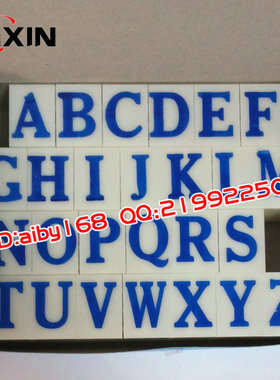 XIN
ABCDEF
GHIJKLM
D:aiby168 QQ:21992250
NOPQRS
TUVWXYZ